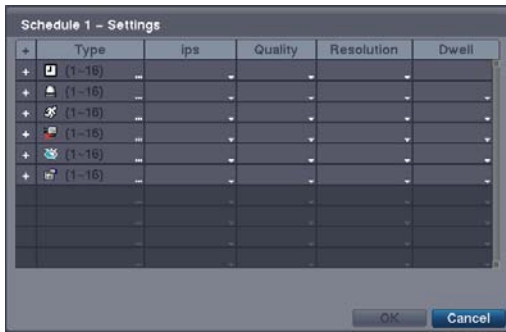 Schedule 1 – Settings
+ Type ips Quality Resolution Dwell
+ (1~16) ...
+ (1~16) ...
+ (1~16) ...
+ (1~16) ...
+ (1~16) ...
+ (1~16) ...
OK Cancel